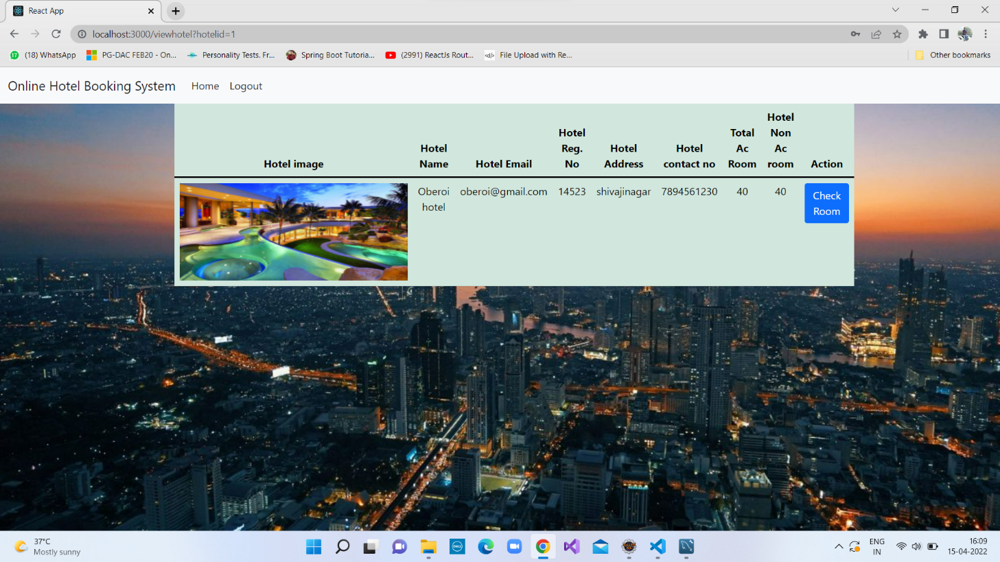 React App
localhost:3000/viewhotel?hotelid=1
(18) WhatsApp
PG-DAC FEB20 - On...
Personality Tests. Fr...
Spring Boot Tutoria...
(2991) ReactJs Rout...
</>
File Upload with Re...
Other bookmarks
Online Hotel Booking System
Home
Logout
Hotel image
Hotel
Name
Hotel Email
Hotel
Reg.
No
Hotel
Address
Hotel
contact no
Total
Ac
Room
Hotel
Non
Ac
room
Action
Oberoi
hotel
oberoi@gmail.com
14523
shivajinagar
7894561230
40
40
Check
Room
37°C
Mostly sunny
DELL
ENG
IN
16:09
15-04-2022